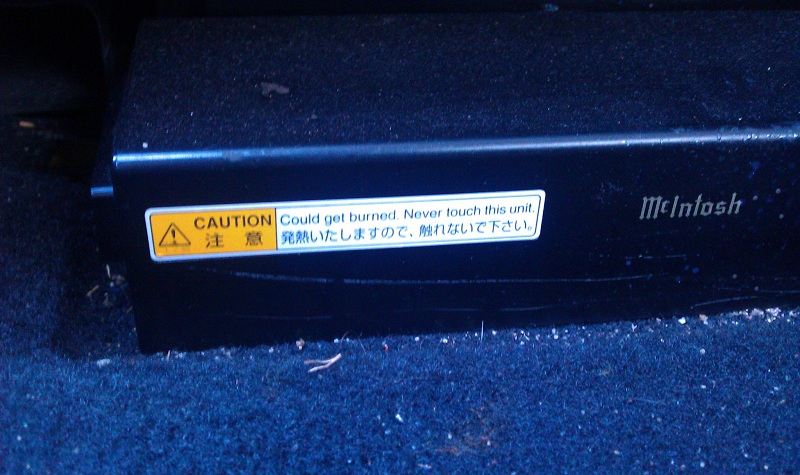 CAUTION
注 意
Could get burned. Never touch this unit.
発熱いたしますので、触れないで下さい。
McIntosh